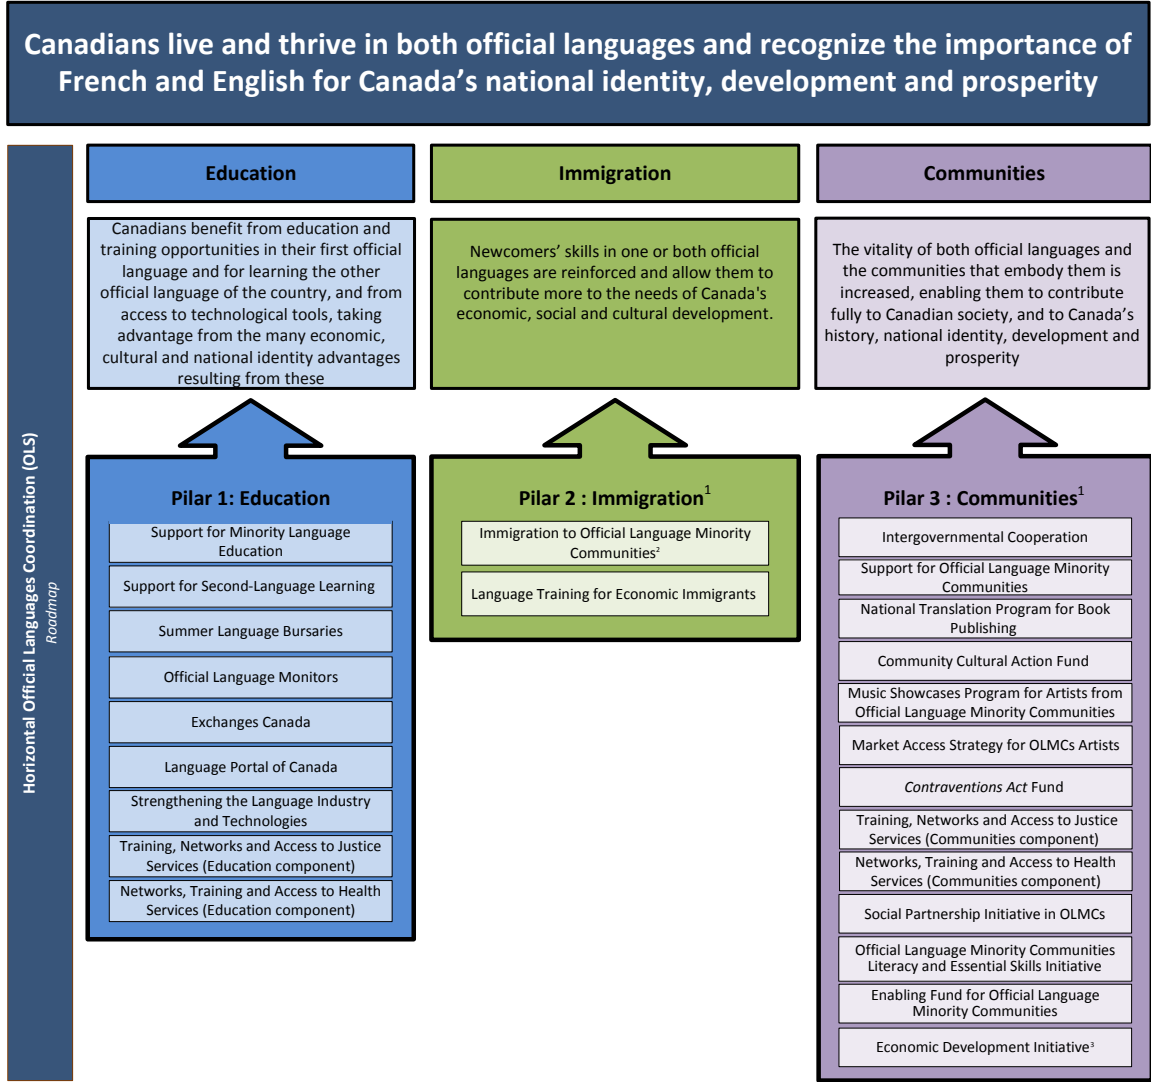 Canadians live and thrive in both official languages and recognize the importance of
French and English for Canada’s national identity, development and prosperity
Horizontal Official Languages Coordination (OLS)
Roadmap
Education
Immigration
Communities
Canadians benefit from education and
training opportunities in their first official
language and for learning the other
official language of the country, and from
access to technological tools, taking
advantage from the many economic,
cultural and national identity advantages
resulting from these
Newcomers’ skills in one or both official
languages are reinforced and allow them to
contribute more to the needs of Canada's
economic, social and cultural development.
The vitality of both official languages and
the communities that embody them is
increased, enabling them to contribute
fully to Canadian society, and to Canada’s
history, national identity, development and
prosperity
Pilar 1: Education
Support for Minority Language
Education
Support for Second-Language Learning
Summer Language Bursaries
Official Language Monitors
Exchanges Canada
Language Portal of Canada
Strengthening the Language Industry
and Technologies
Training, Networks and Access to Justice
Services (Education component)
Networks, Training and Access to Health
Services (Education component)
Pilar 2 : Immigration¹
Immigration to Official Language Minority
Communities²
Language Training for Economic Immigrants
Pilar 3 : Communities¹
Intergovernmental Cooperation
Support for Official Language Minority
Communities
National Translation Program for Book
Publishing
Community Cultural Action Fund
Music Showcases Program for Artists from
Official Language Minority Communities
Market Access Strategy for OLMCs Artists
Contraventions Act Fund
Training, Networks and Access to Justice
Services (Communities component)
Networks, Training and Access to Health
Services (Communities component)
Social Partnership Initiative in OLMCs
Official Language Minority Communities
Literacy and Essential Skills Initiative
Enabling Fund for Official Language
Minority Communities
Economic Development Initiative³